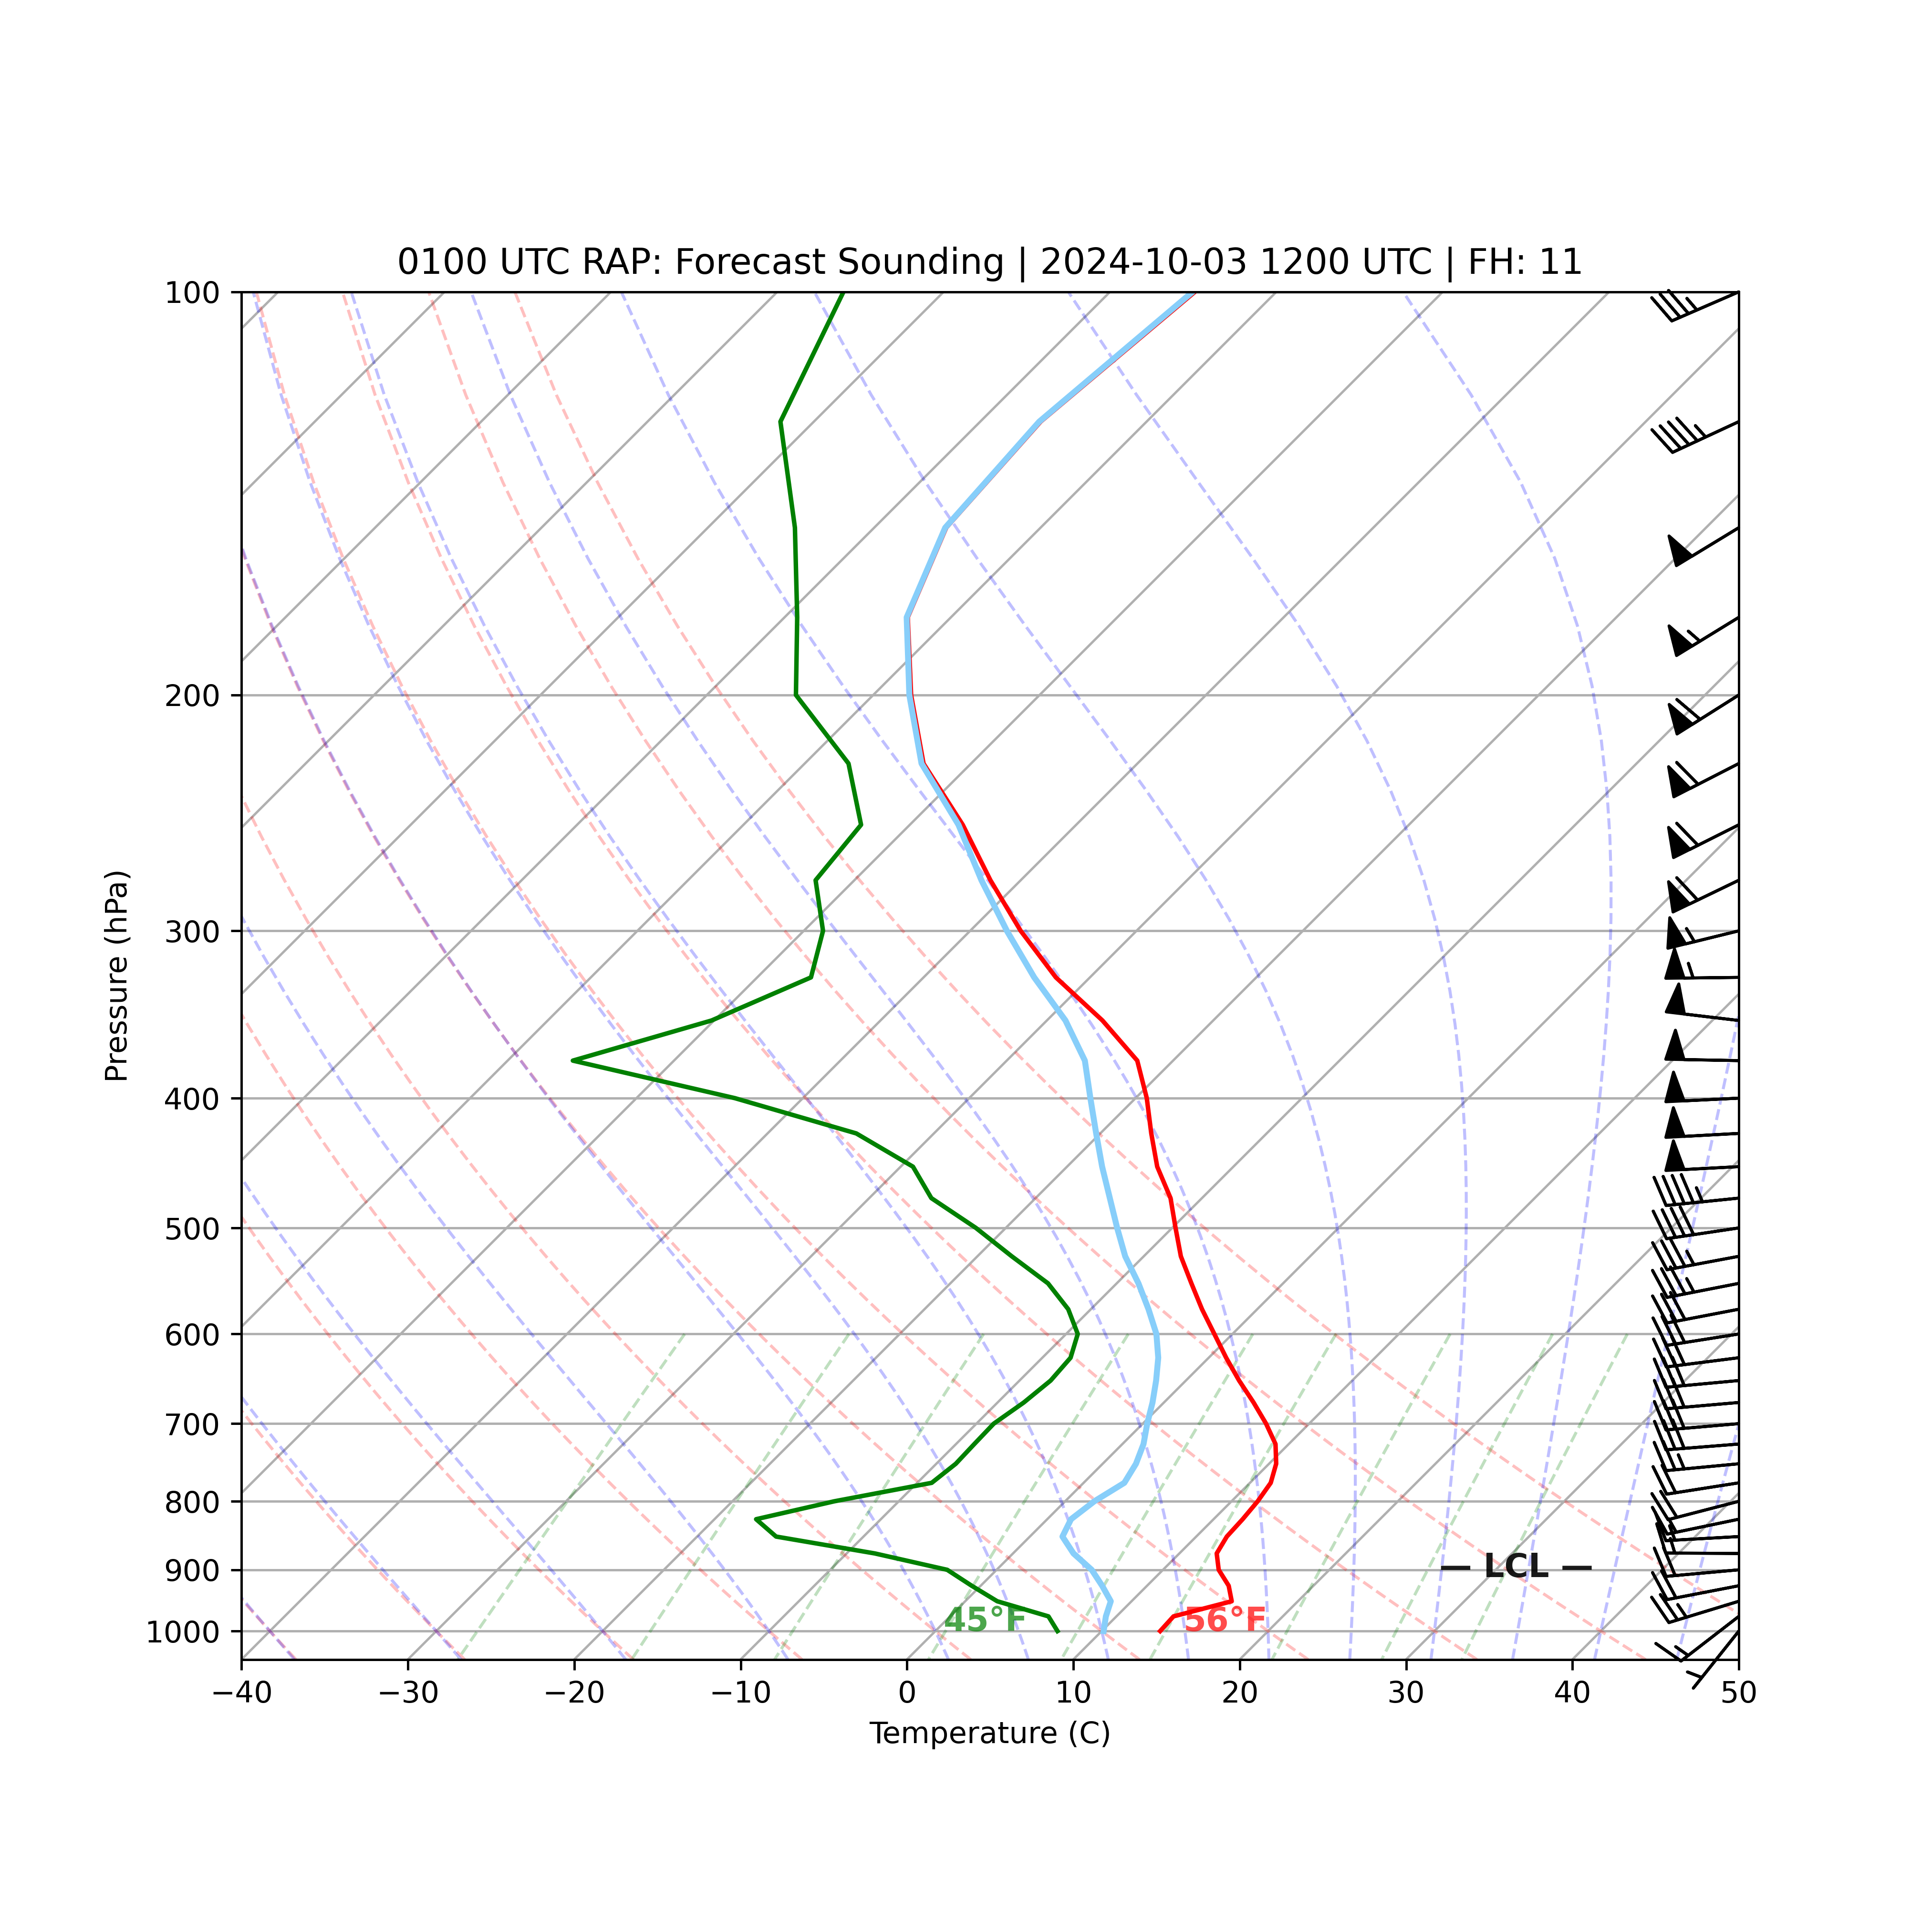 0100 UTC RAP: Forecast Sounding | 2024-10-03 1200 UTC | FH: 11
100
200
300
400
500
600
700
800
900
1000
Pressure (hPa)
— LCL —
45°F
56°F
−40 −30 −20 −10 0 10 20 30 40 50
Temperature (C)